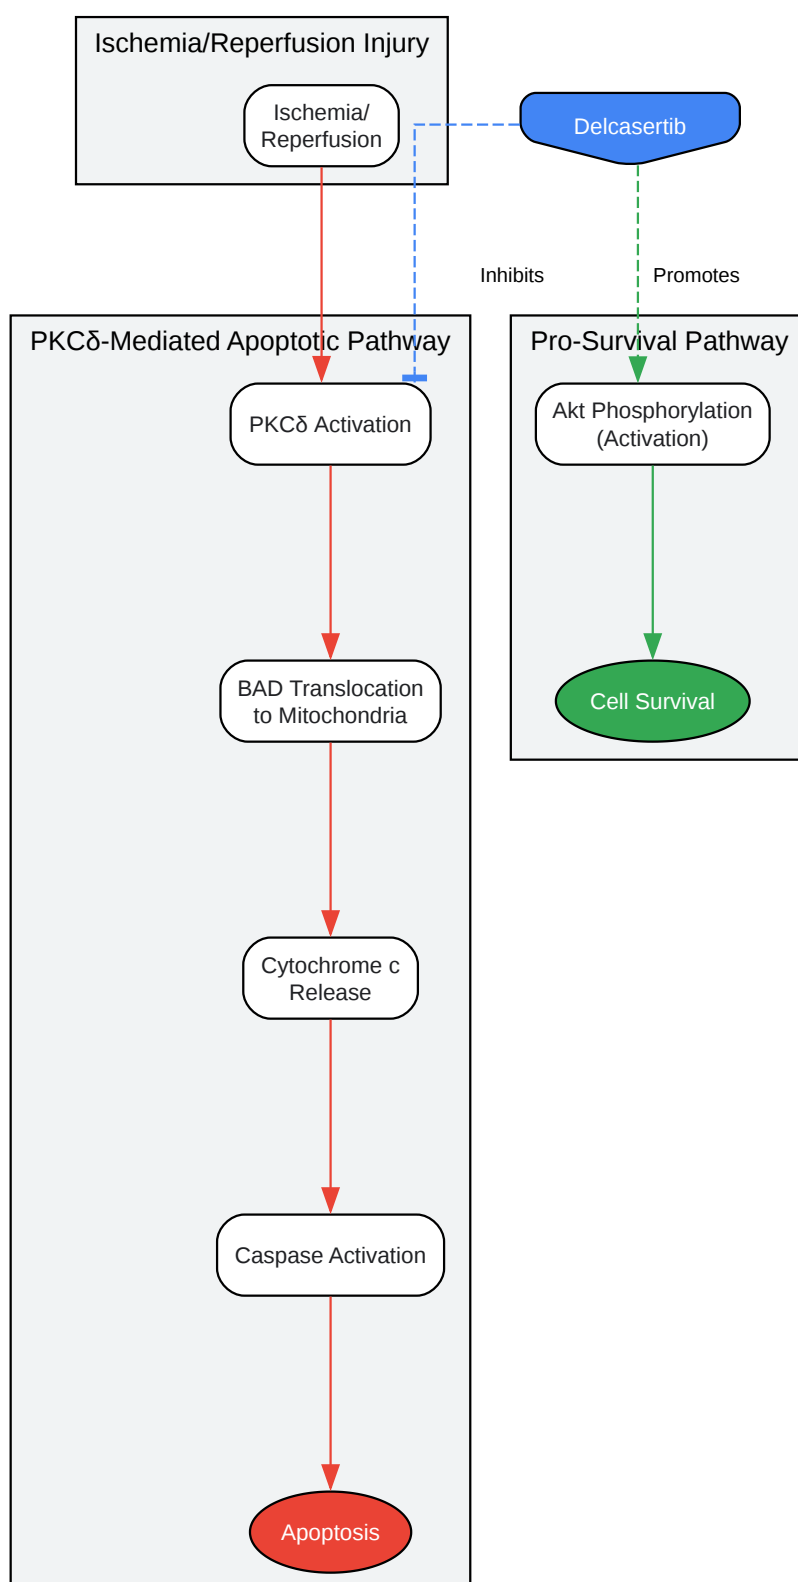 Ischemia/Reperfusion Injury
Ischemia/
Reperfusion
Delcasertib
Inhibits
Promotes
PKCδ-Mediated Apoptotic Pathway
Pro-Survival Pathway
PKCδ Activation
Akt Phosphorylation
(Activation)
BAD Translocation
to Mitochondria
Cell Survival
Cytochrome c
Release
Caspase Activation
Apoptosis